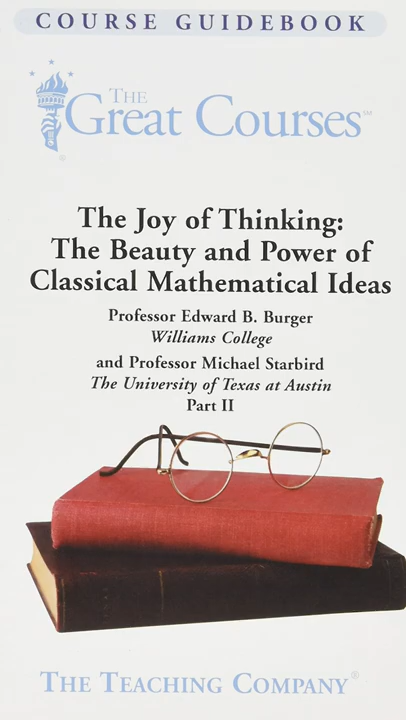 COURSE GUIDEBOOK
THE
Great Courses™
®
The Joy of Thinking:
The Beauty and Power of
Classical Mathematical Ideas
Professor Edward B. Burger
Williams College
and Professor Michael Starbird
The University of Texas at Austin
Part II
THE TEACHING COMPANY®